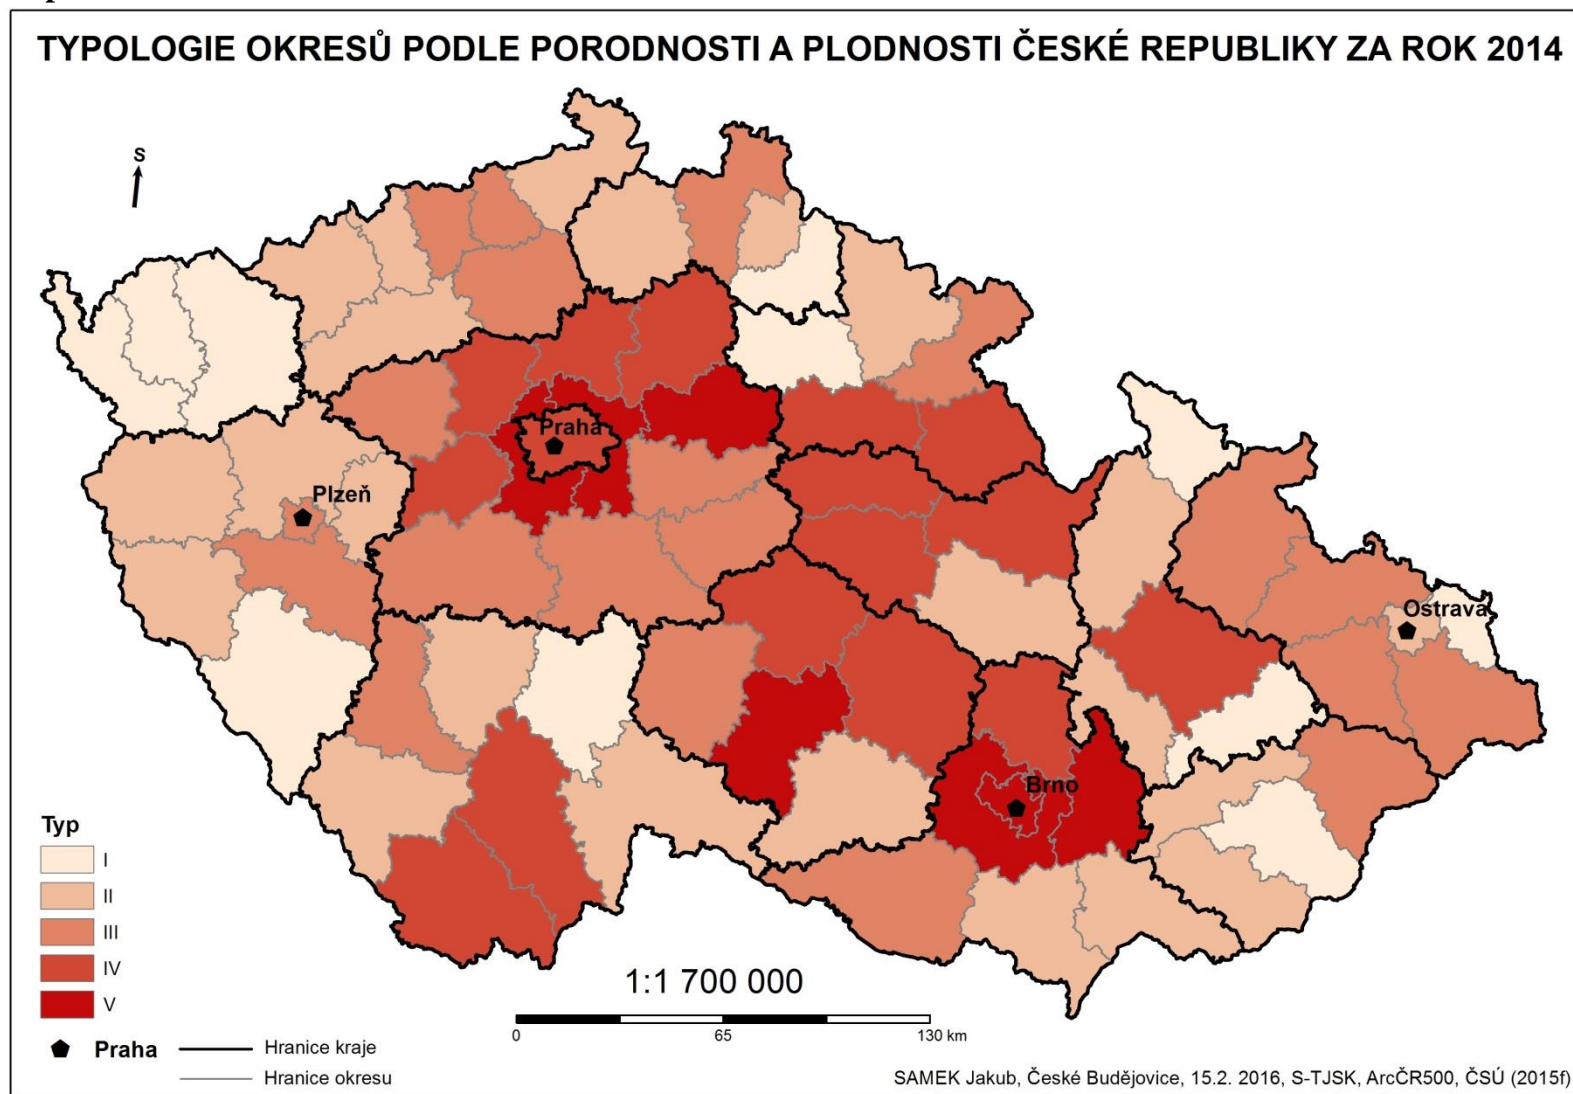 TYPOLOGIE OKRESŮ PODLE PORODNOSTI A PLODNOSTI ČESKÉ REPUBLIKY ZA ROK 2014
S
Praha
Plzeň
Ostrava
Brno
Typ
I
II
III
IV
V
1:1 700 000
0 65 130 km
Praha
Hranice kraje
Hranice okresu
SAMEK Jakub, České Budějovice, 15.2. 2016, S-TJSK, ArcČR500, ČSÚ (2015f)